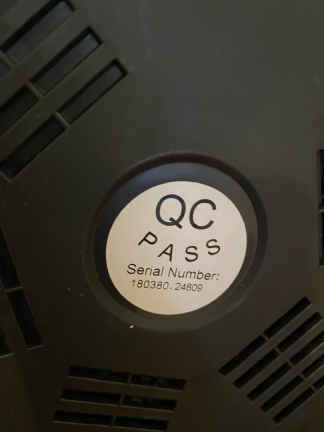 QC
PASS
Serial Number:
180380.24809